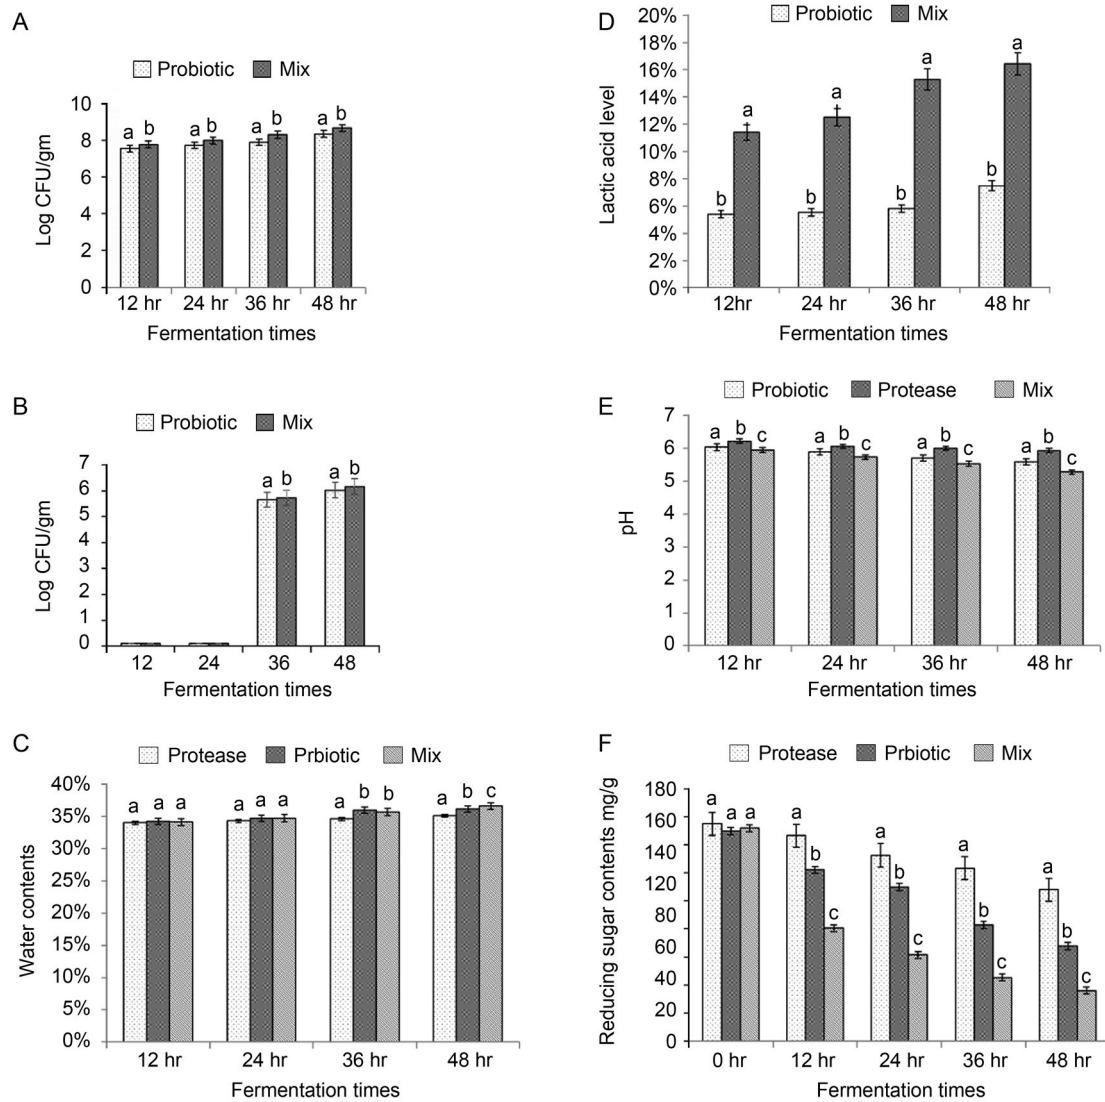 A
Probiotic Mix
Log CFU/gm
10
8
6
4
2
0
a b a b a b a b
12 hr 24 hr 36 hr 48 hr
Fermentation times
B
Probiotic Mix
Log CFU/gm
7
6
5
4
3
2
1
0
a b a b
12 24 36 48
Fermentation times
C
Protease Prbiotic Mix
Water contents
40%
35%
30%
25%
20%
15%
10%
5%
0%
a a a a a a a b b a b c
12 hr 24 hr 36 hr 48 hr
Fermentation times
D
Probiotic Mix
Lactic acid level
20%
18%
16%
14%
12%
10%
8%
6%
4%
2%
0%
b a b a b a b a
12hr 24 hr 36 hr 48 hr
Fermentation times
E
Probiotic Protease Mix
pH
7
6
5
4
3
2
1
0
a b c a b c a b c a b c
12 hr 24 hr 36 hr 48 hr
Fermentation times
F
Protease Prbiotic Mix
Reducing sugar contents mg/g
180
160
140
120
80
60
40
20
0
a a a a b c a b c a b c a b c
0 hr 12 hr 24 hr 36 hr 48 hr
Fermentation times